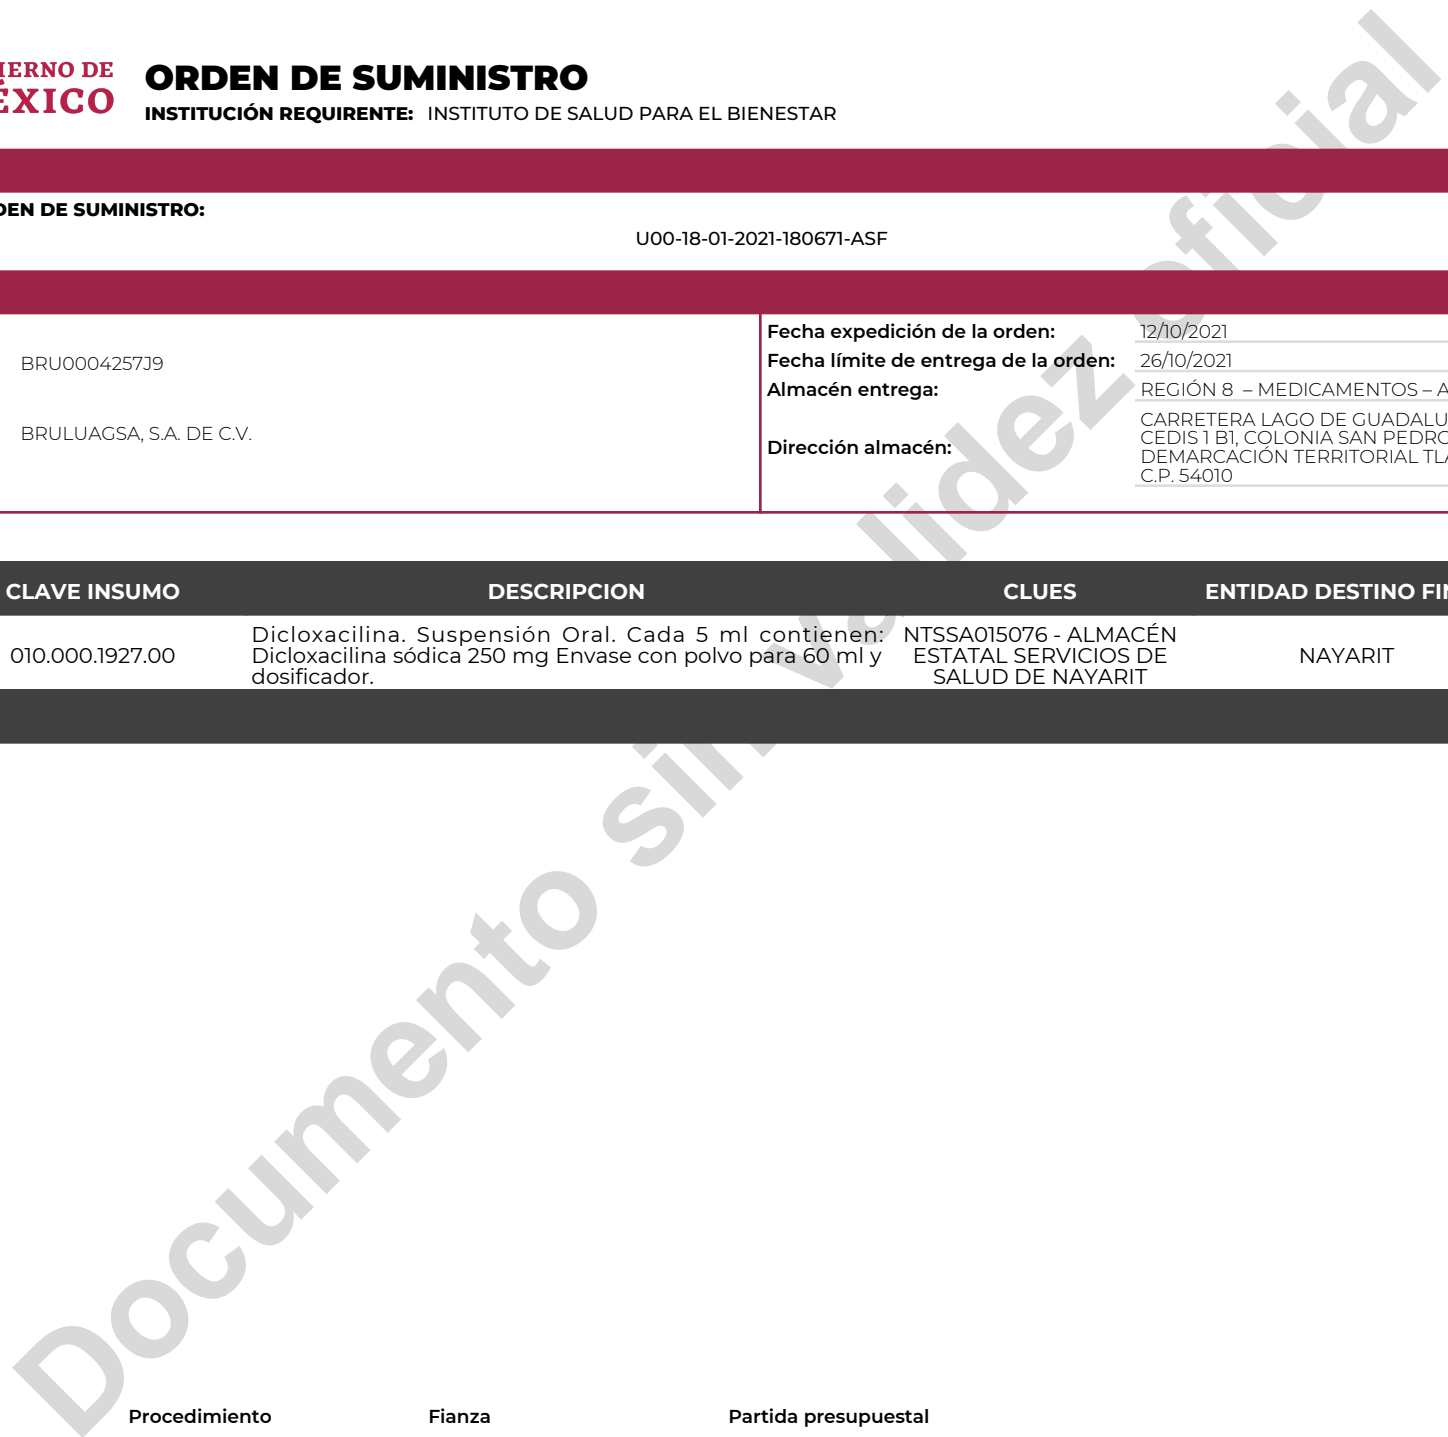 IERNO DE
ÉXICO
ORDEN DE SUMINISTRO
INSTITUCIÓN REQUIRENTE: INSTITUTO DE SALUD PARA EL BIENESTAR
DEN DE SUMINISTRO:
U00-18-01-2021-180671-ASF
BRU0004257J9
BRULUAGSA, S.A. DE C.V.
Fecha expedición de la orden: 12/10/2021
Fecha límite de entrega de la orden: 26/10/2021
Almacén entrega: REGIÓN 8 – MEDICAMENTOS – A
Dirección almacén:
CARRETERA LAGO DE GUADALU
CEDIS 1 B1, COLONIA SAN PEDRO
DEMARCACIÓN TERRITORIAL TLA
C.P. 54010
CLAVE INSUMO DESCRIPCION CLUES ENTIDAD DESTINO FIN
010.000.1927.00
Dicloxacilina. Suspensión Oral. Cada 5 ml contienen:
Dicloxacilina sódica 250 mg Envase con polvo para 60 ml y
dosificador.
NTSSA015076 - ALMACÉN
ESTATAL SERVICIOS DE
SALUD DE NAYARIT
NAYARIT
Documento sin validez oficial
Procedimiento Fianza Partida presupuestal